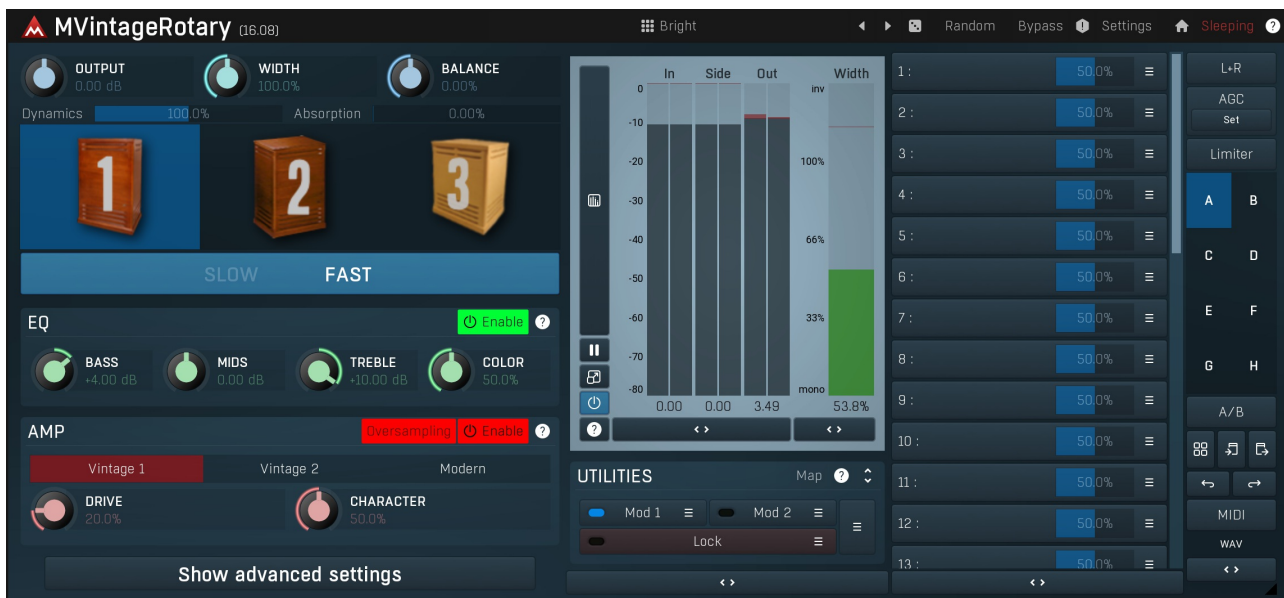 MVintageRotary (16.08)
Bright
Random
Bypass
Settings
Sleeping
?
OUTPUT
0.00 dB
WIDTH
100.0%
BALANCE
0.00%
Dynamics 100.0%
Absorption 0.00%
1
2
3
SLOW FAST
EQ
Enable ?
BASS
+4.00 dB
MIDS
0.00 dB
TREBLE
+10.00 dB
COLOR
50.0%
AMP
Oversampling Enable ?
Vintage 1 Vintage 2 Modern
DRIVE
20.0%
CHARACTER
50.0%
Show advanced settings
In Side Out Width
0 inv
-10
-20 100%
-30
-40 66%
-50
-60 33%
-70
-80 mono
0.00 0.00 3.49 53.8%
?
UTILITIES Map ?
Mod 1 Mod 2
Lock
1 : 50.0%
2 : 50.0%
3 : 50.0%
4 : 50.0%
5 : 50.0%
6 : 50.0%
7 : 50.0%
8 : 50.0%
9 : 50.0%
10 : 50.0%
11 : 50.0%
12 : 50.0%
13 : 50.0%
L+R
AGC
Set
Limiter
A B
C D
E F
G H
A/B
MIDI
WAV